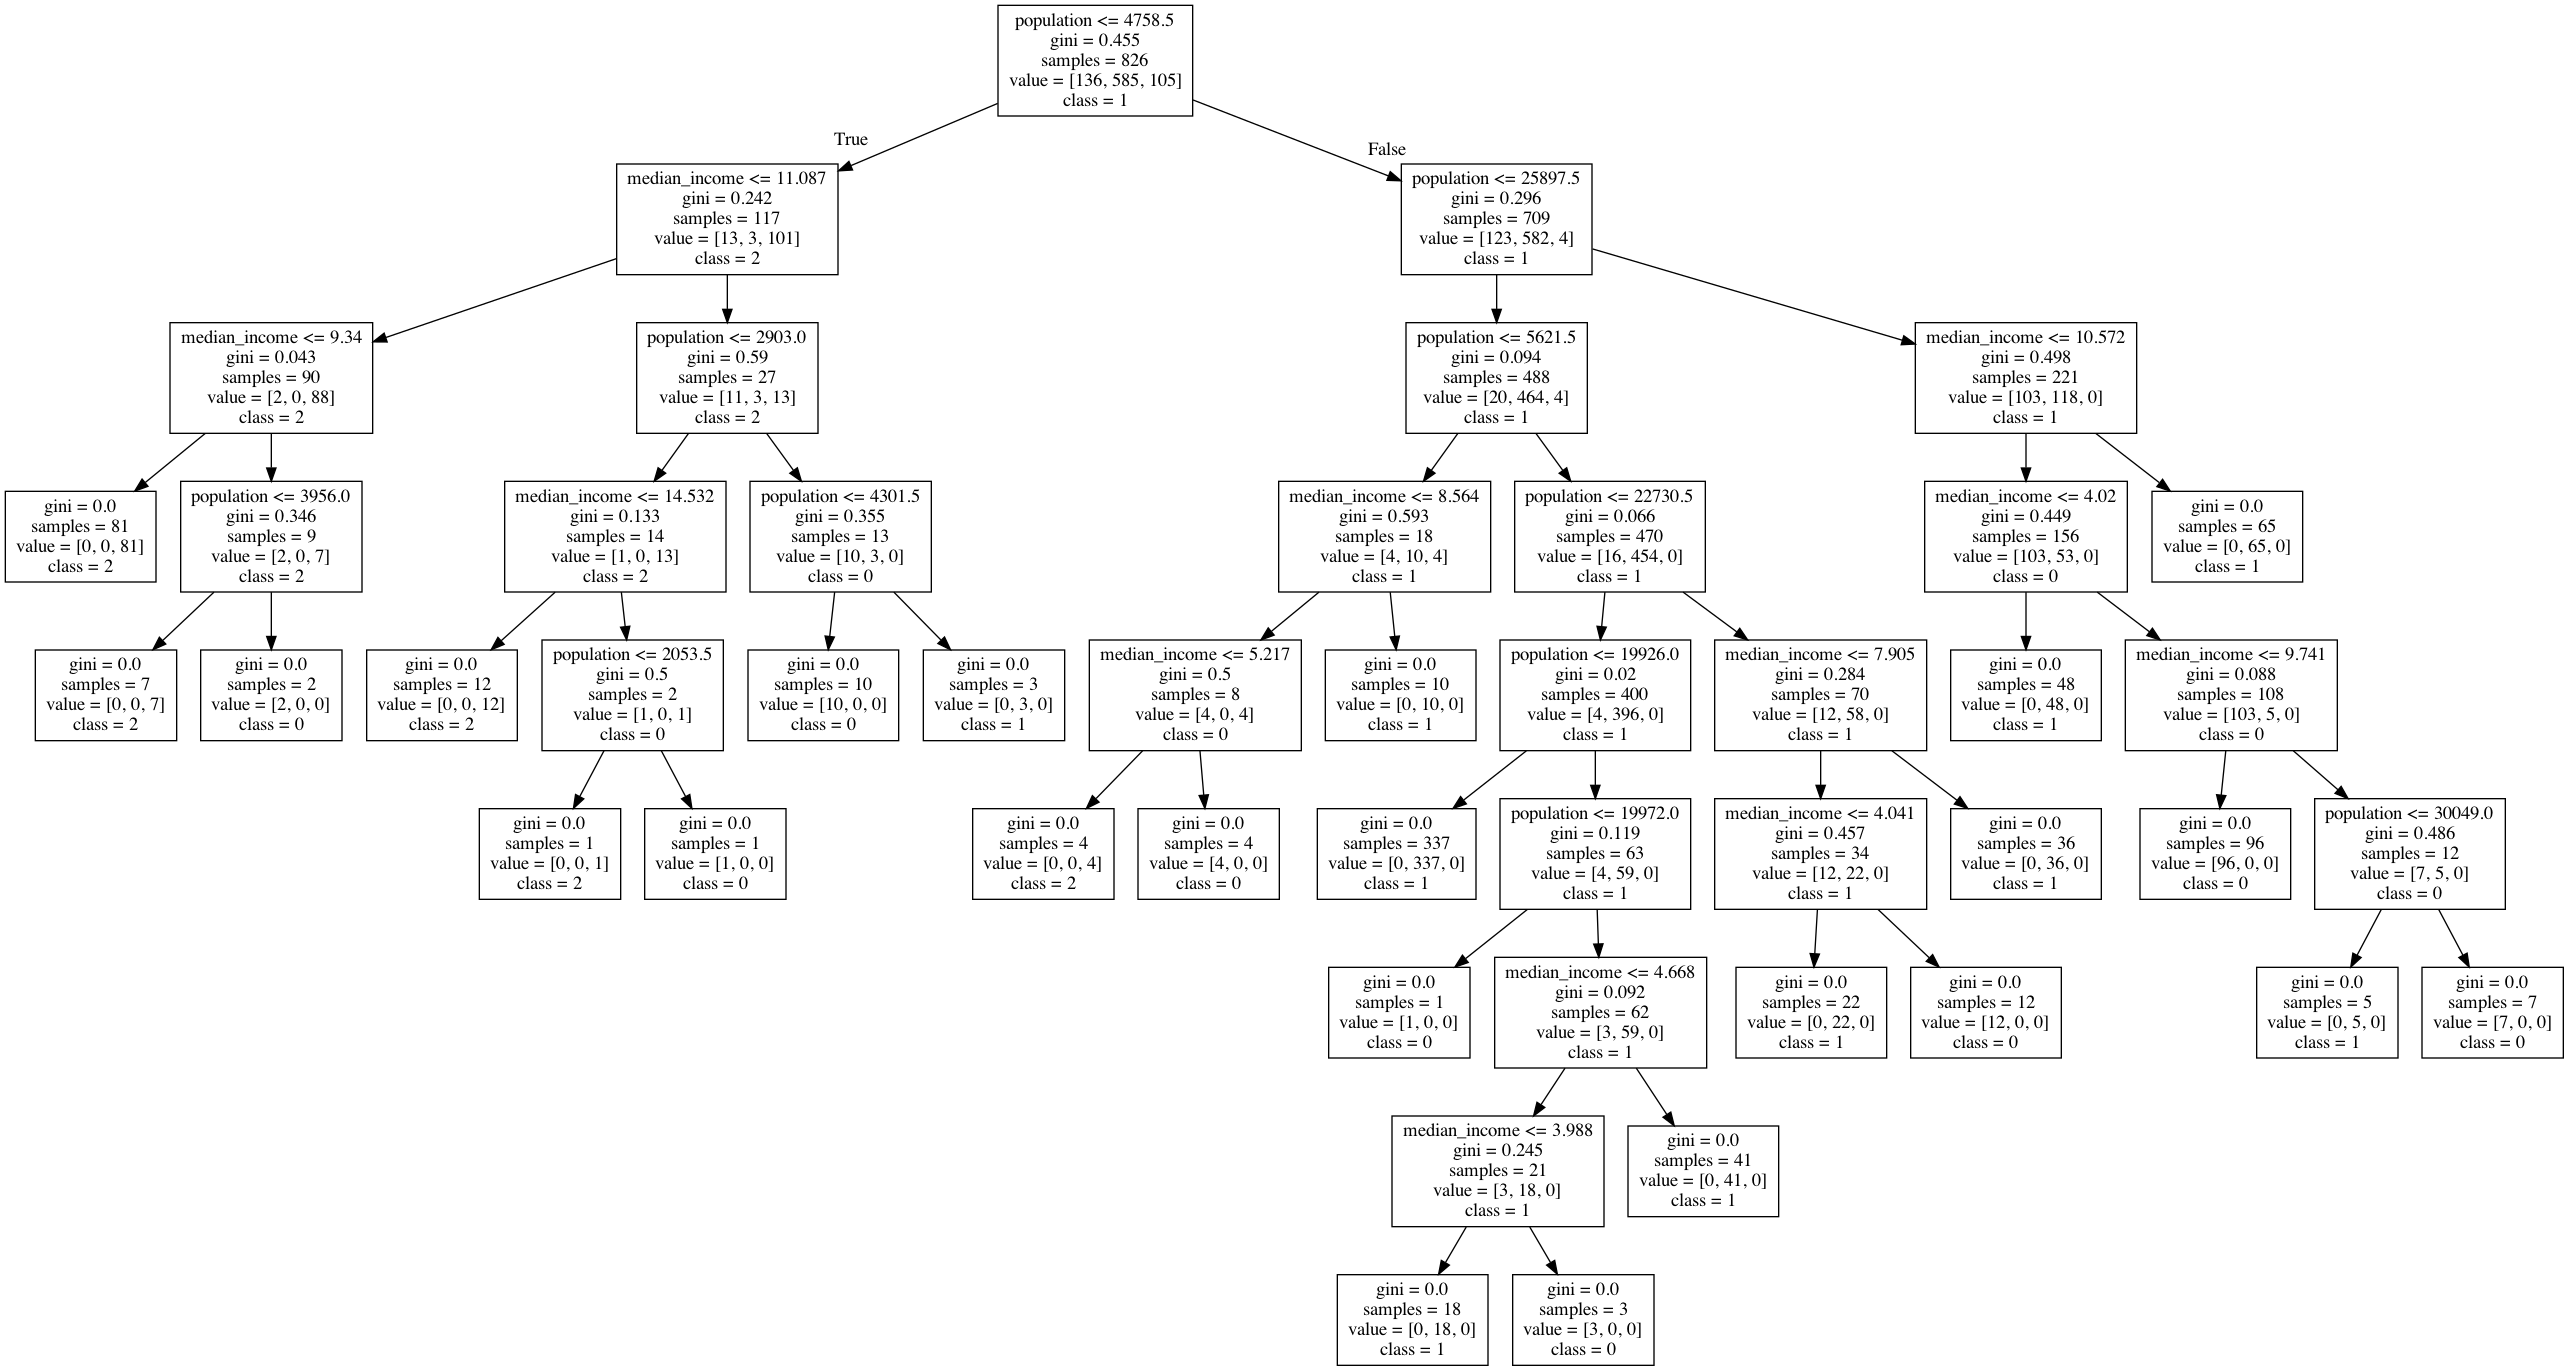 population <= 4758.5
gini = 0.455
samples = 826
value = [136, 585, 105]
class = 1
True
False
median_income <= 11.087
gini = 0.242
samples = 117
value = [13, 3, 101]
class = 2
population <= 25897.5
gini = 0.296
samples = 709
value = [123, 582, 4]
class = 1
median_income <= 9.34
gini = 0.043
samples = 90
value = [2, 0, 88]
class = 2
population <= 2903.0
gini = 0.59
samples = 27
value = [11, 3, 13]
class = 2
population <= 5621.5
gini = 0.094
samples = 488
value = [20, 464, 4]
class = 1
median_income <= 10.572
gini = 0.498
samples = 221
value = [103, 118, 0]
class = 1
gini = 0.0
samples = 81
value = [0, 0, 81]
class = 2
population <= 3956.0
gini = 0.346
samples = 9
value = [2, 0, 7]
class = 2
median_income <= 14.532
gini = 0.133
samples = 14
value = [1, 0, 13]
class = 2
population <= 4301.5
gini = 0.355
samples = 13
value = [10, 3, 0]
class = 0
median_income <= 8.564
gini = 0.593
samples = 18
value = [4, 10, 4]
class = 1
population <= 22730.5
gini = 0.066
samples = 470
value = [16, 454, 0]
class = 1
median_income <= 4.02
gini = 0.449
samples = 156
value = [103, 53, 0]
class = 0
gini = 0.0
samples = 65
value = [0, 65, 0]
class = 1
gini = 0.0
samples = 7
value = [0, 0, 7]
class = 2
gini = 0.0
samples = 2
value = [2, 0, 0]
class = 0
gini = 0.0
samples = 12
value = [0, 0, 12]
class = 2
population <= 2053.5
gini = 0.5
samples = 2
value = [1, 0, 1]
class = 0
gini = 0.0
samples = 10
value = [10, 0, 0]
class = 0
gini = 0.0
samples = 3
value = [0, 3, 0]
class = 1
median_income <= 5.217
gini = 0.5
samples = 8
value = [4, 0, 4]
class = 0
gini = 0.0
samples = 10
value = [0, 10, 0]
class = 1
population <= 19926.0
gini = 0.02
samples = 400
value = [4, 396, 0]
class = 1
median_income <= 7.905
gini = 0.284
samples = 70
value = [12, 58, 0]
class = 1
gini = 0.0
samples = 48
value = [0, 48, 0]
class = 1
median_income <= 9.741
gini = 0.088
samples = 108
value = [103, 5, 0]
class = 0
gini = 0.0
samples = 1
value = [0, 0, 1]
class = 2
gini = 0.0
samples = 1
value = [1, 0, 0]
class = 0
gini = 0.0
samples = 4
value = [0, 0, 4]
class = 2
gini = 0.0
samples = 4
value = [4, 0, 0]
class = 0
gini = 0.0
samples = 337
value = [0, 337, 0]
class = 1
population <= 19972.0
gini = 0.119
samples = 63
value = [4, 59, 0]
class = 1
median_income <= 4.041
gini = 0.457
samples = 34
value = [12, 22, 0]
class = 1
gini = 0.0
samples = 36
value = [0, 36, 0]
class = 1
gini = 0.0
samples = 96
value = [96, 0, 0]
class = 0
population <= 30049.0
gini = 0.486
samples = 12
value = [7, 5, 0]
class = 0
gini = 0.0
samples = 1
value = [1, 0, 0]
class = 0
median_income <= 4.668
gini = 0.092
samples = 62
value = [3, 59, 0]
class = 1
gini = 0.0
samples = 22
value = [0, 22, 0]
class = 1
gini = 0.0
samples = 12
value = [12, 0, 0]
class = 0
gini = 0.0
samples = 5
value = [0, 5, 0]
class = 1
gini = 0.0
samples = 7
value = [7, 0, 0]
class = 0
median_income <= 3.988
gini = 0.245
samples = 21
value = [3, 18, 0]
class = 1
gini = 0.0
samples = 41
value = [0, 41, 0]
class = 1
gini = 0.0
samples = 18
value = [0, 18, 0]
class = 1
gini = 0.0
samples = 3
value = [3, 0, 0]
class = 0